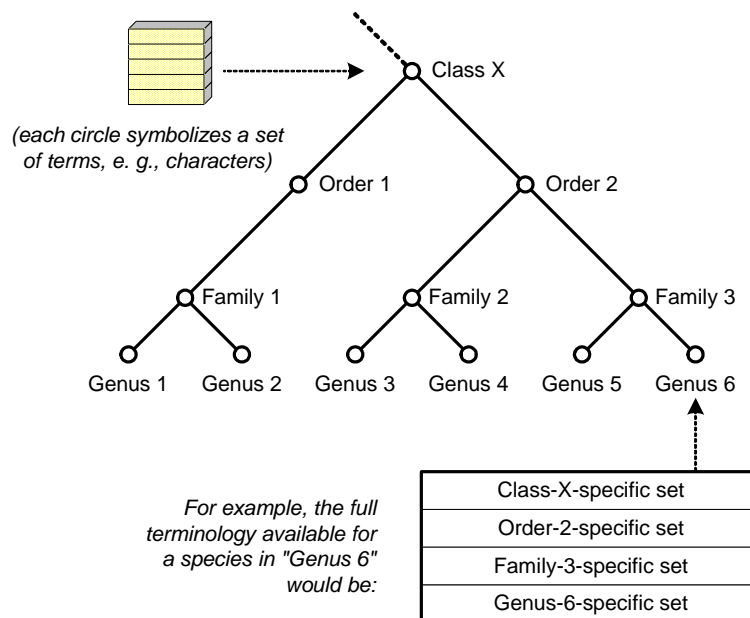 Class X
(each circle symbolizes a set
of terms, e. g., characters)
Order 1
Order 2
Family 1
Family 2
Family 3
Genus 1
Genus 2
Genus 3
Genus 4
Genus 5
Genus 6
For example, the full
terminology available for
a species in "Genus 6"
would be:
Class-X-specific set
Order-2-specific set
Family-3-specific set
Genus-6-specific set